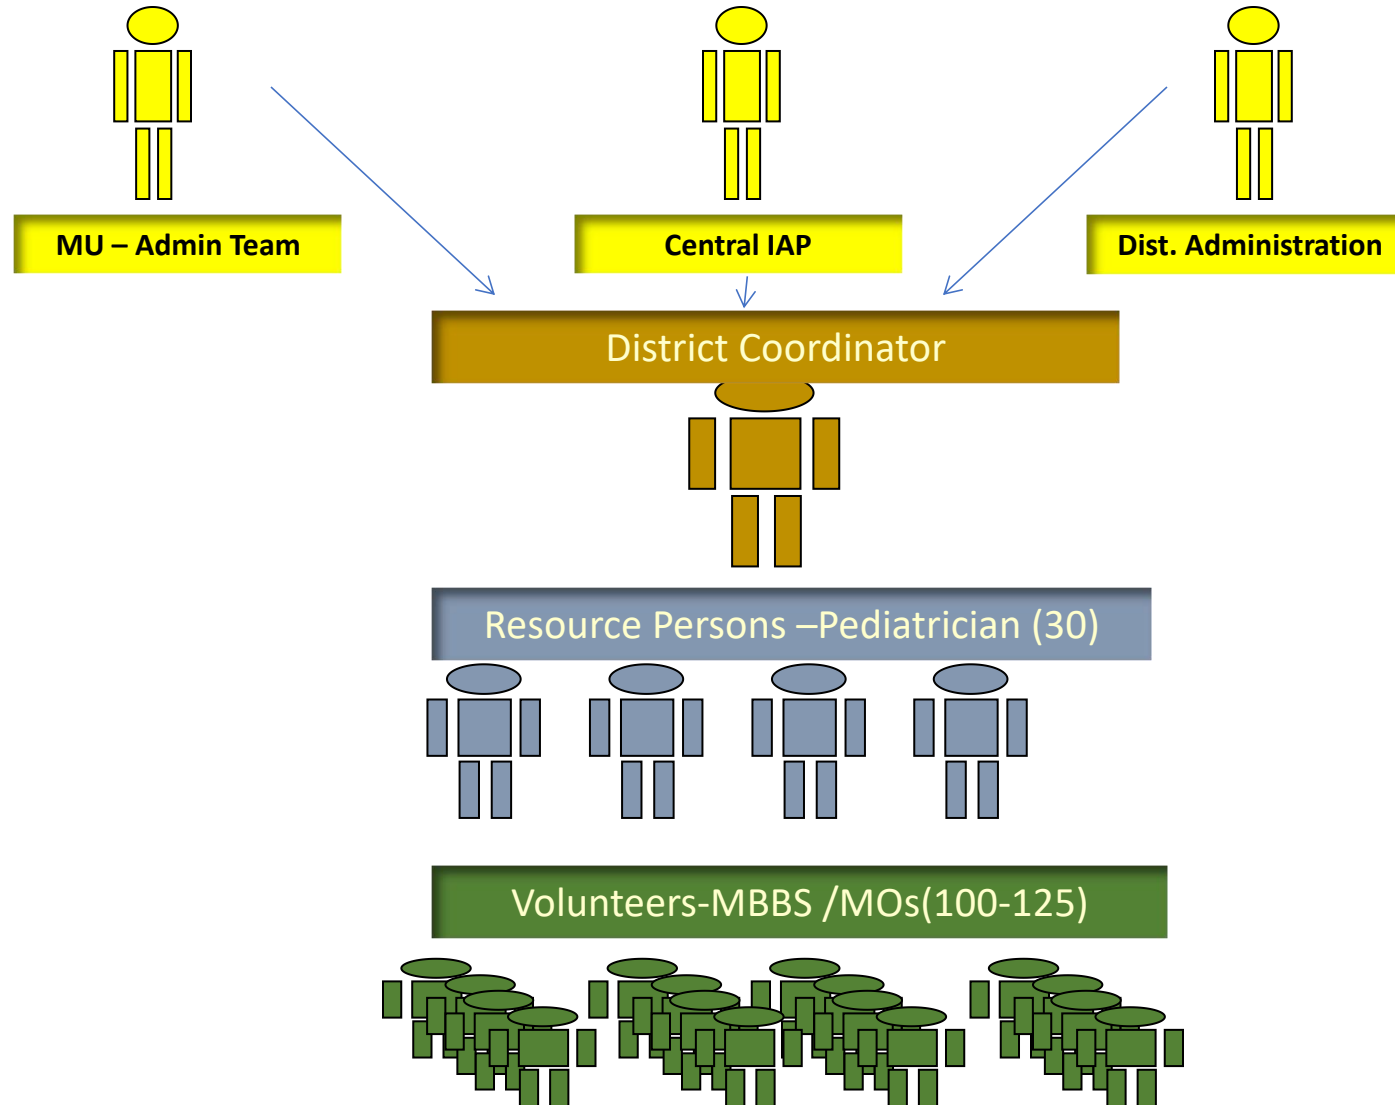 MU – Admin Team
Central IAP
Dist. Administration
District Coordinator
Resource Persons –Pediatrician (30)
Volunteers-MBBS /MOs(100-125)